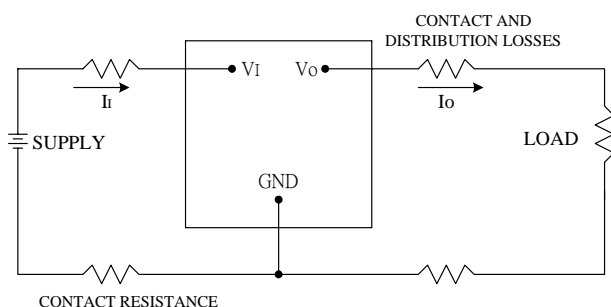 CONTACT AND
DISTRIBUTION LOSSES
VI
VO
II
IO
SUPPLY
LOAD
GND
CONTACT RESISTANCE